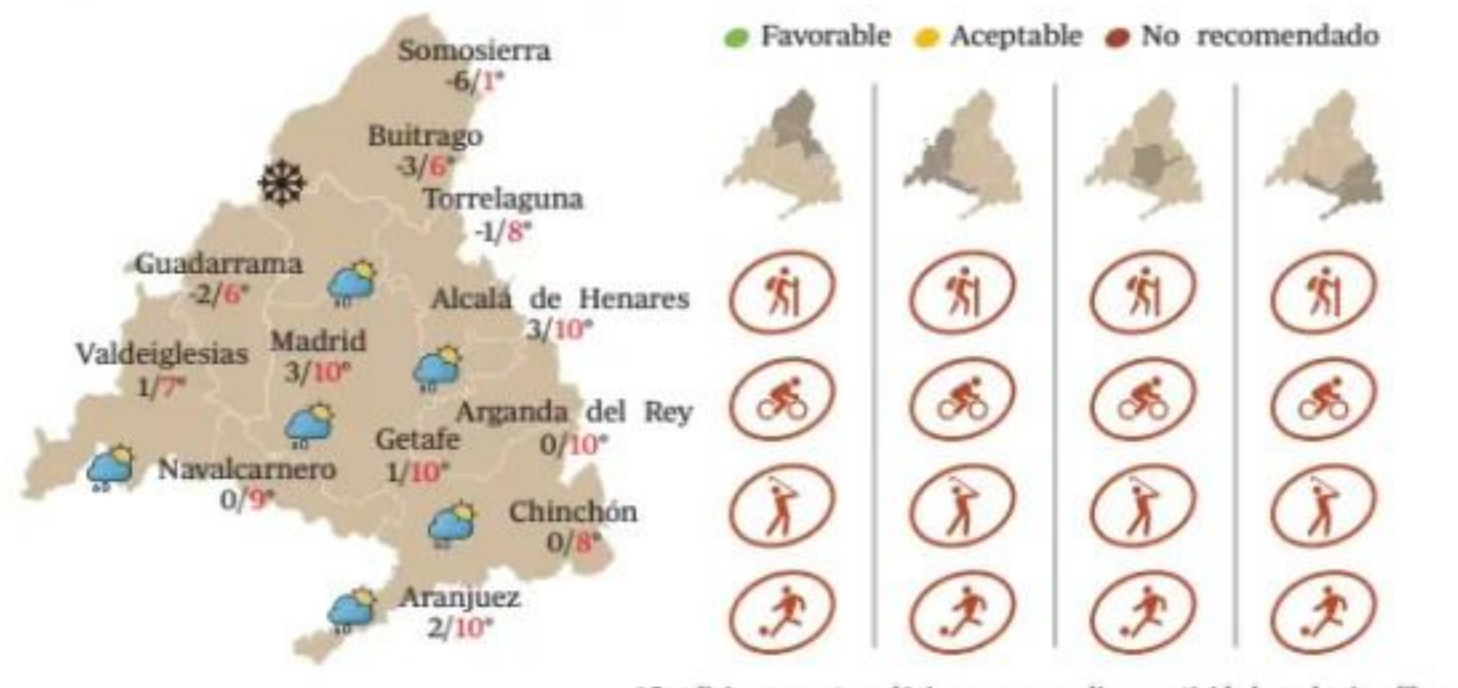 Somosierra
-6/1°
Buitrago
-3/6°
Torrelaguna
-1/8°
Guadarrama
-2/6°
Alcalá de Henares
3/10°
Madrid
3/10°
Valdeiglesias
1/7°
Arganda del Rey
0/10°
Getafe
1/10°
Navalcarnero
0/9°
Chinchón
0/8°
Aranjuez
2/10°
Favorable Aceptable No recomendado